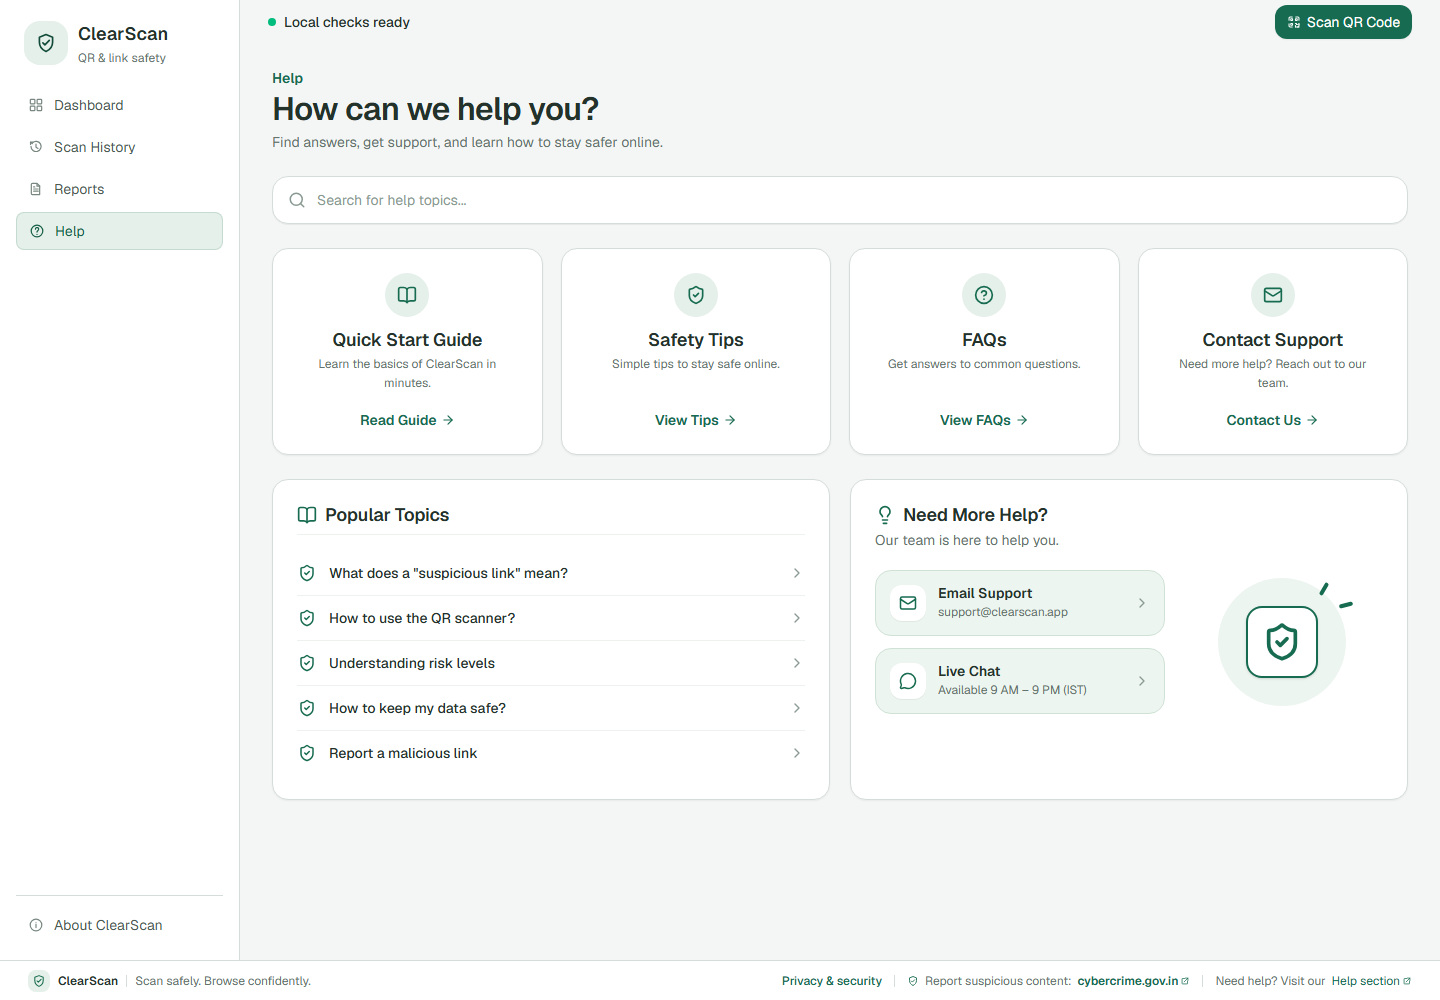 ClearScan
QR & link safety
Dashboard
Scan History
Reports
Help
About ClearScan
Local checks ready
Scan QR Code
Help
How can we help you?
Find answers, get support, and learn how to stay safer online.
Search for help topics...
Quick Start Guide
Learn the basics of ClearScan in
minutes.
Read Guide
Safety Tips
Simple tips to stay safe online.
View Tips
FAQs
Get answers to common questions.
View FAQs
Contact Support
Need more help? Reach out to our
team.
Contact Us
Popular Topics
What does a "suspicious link" mean?
How to use the QR scanner?
Understanding risk levels
How to keep my data safe?
Report a malicious link
Need More Help?
Our team is here to help you.
Email Support
support@clearscan.app
Live Chat
Available 9 AM – 9 PM (IST)
ClearScan
Scan safely. Browse confidently.
Privacy & security
Report suspicious content: cybercrime.gov.in
Need help? Visit our Help section